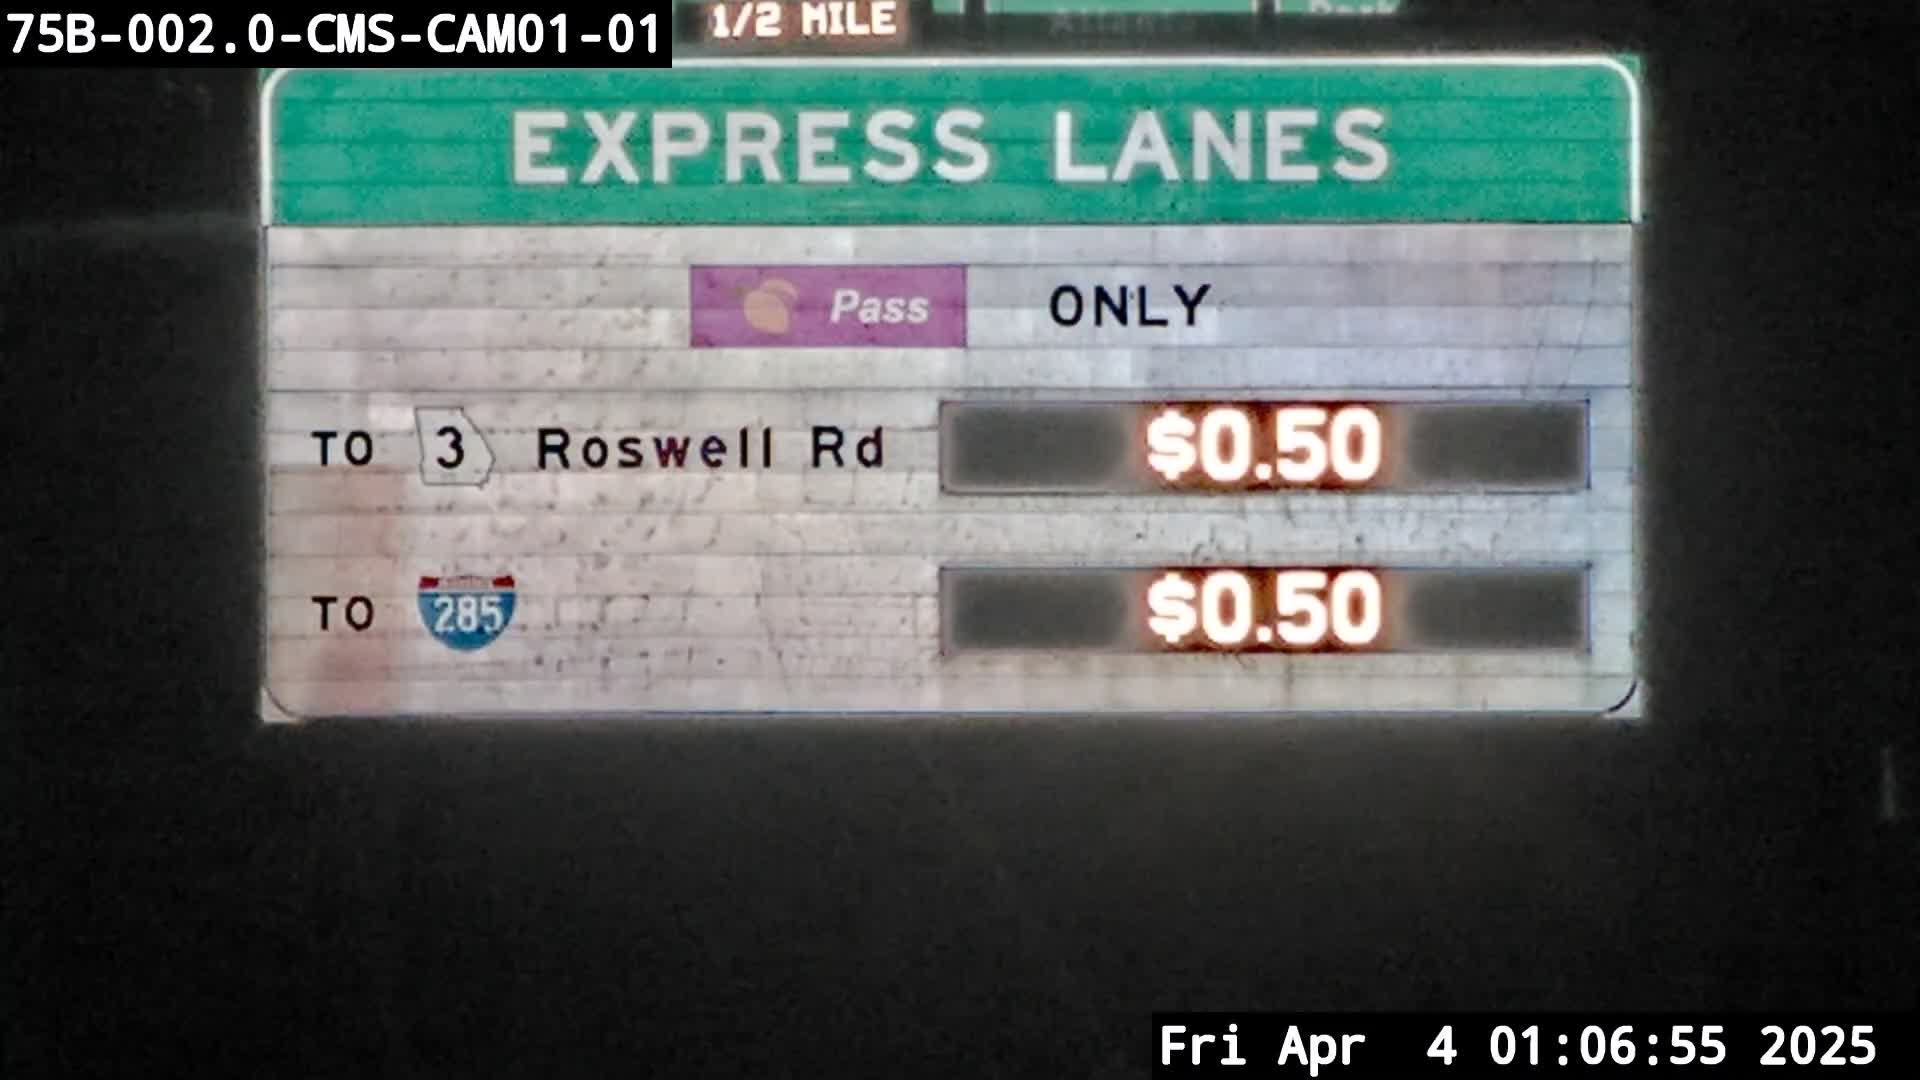 75B-002.0-CMS-CAM01-01
1/2 MILE
EXPRESS LANES
Pass ONLY
TO 3 Roswell Rd $0.50
TO 285 $0.50
Fri Apr 4 01:06:55 2025